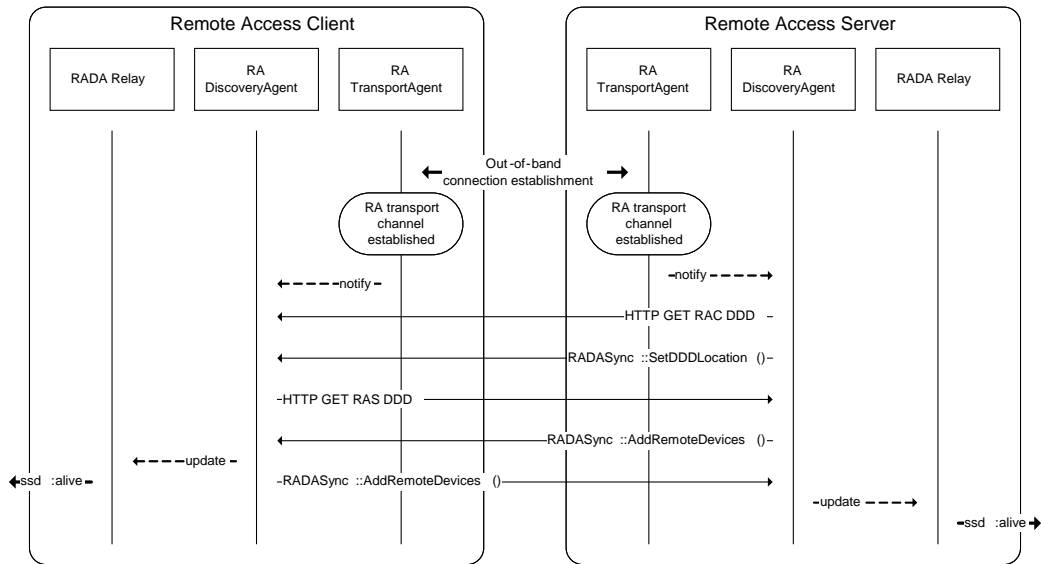 Remote Access Client
Remote Access Server
RADA Relay
RA
DiscoveryAgent
RA
TransportAgent
RA
TransportAgent
RA
DiscoveryAgent
RADA Relay
Out-of-band
connection establishment
RA transport
channel
established
RA transport
channel
established
notify
notify
HTTP GET RAC DDD
RADASync ::SetDDDLocation ()
HTTP GET RAS DDD
RADASync ::AddRemoteDevices ()
update
ssd :alive
RADASync ::AddRemoteDevices ()
update
ssd :alive